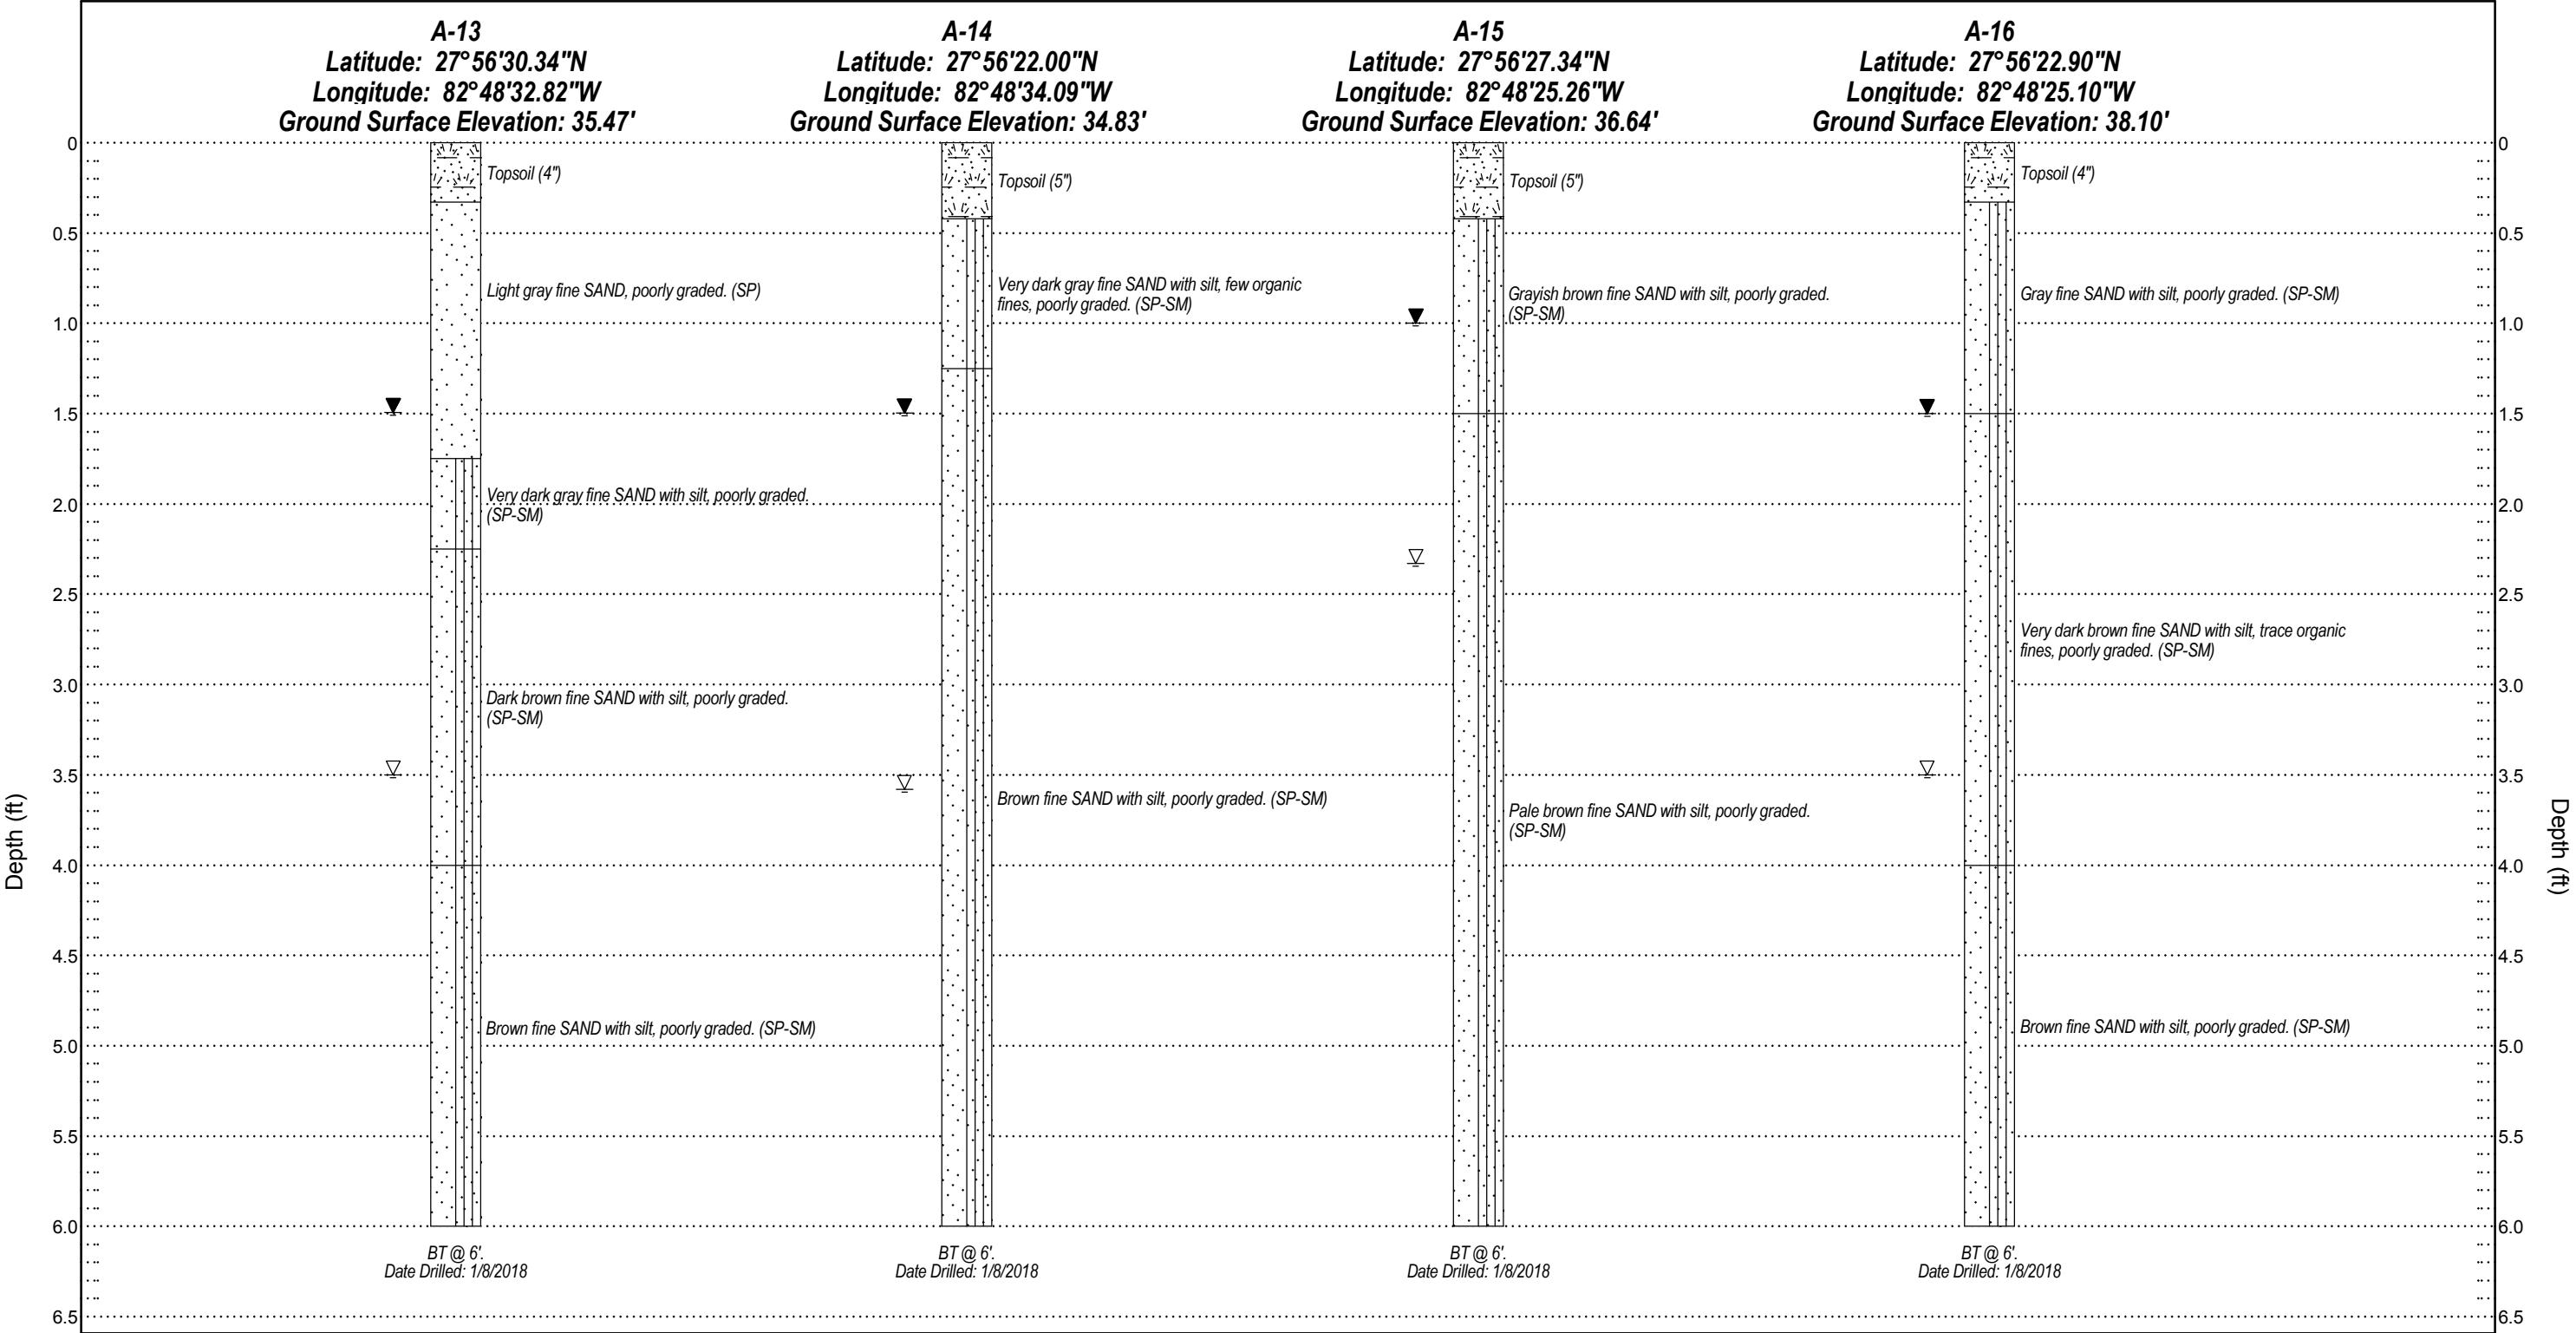 A-13
Latitude: 27°56'30.34"N
Longitude: 82°48'32.82"W
Ground Surface Elevation: 35.47'
A-14
Latitude: 27°56'22.00"N
Longitude: 82°48'34.09"W
Ground Surface Elevation: 34.83'
A-15
Latitude: 27°56'27.34"N
Longitude: 82°48'25.26"W
Ground Surface Elevation: 36.64'
A-16
Latitude: 27°56'22.90"N
Longitude: 82°48'25.10"W
Ground Surface Elevation: 38.10'
Depth (ft)
0
0.5
1.0
1.5
2.0
2.5
3.0
3.5
4.0
4.5
5.0
5.5
6.0
6.5
Topsoil (4")
Light gray fine SAND, poorly graded. (SP)
Very dark gray fine SAND with silt, poorly graded.
(SP-SM)
Dark brown fine SAND with silt, poorly graded.
(SP-SM)
Brown fine SAND with silt, poorly graded. (SP-SM)
BT @ 6'.
Date Drilled: 1/8/2018
Topsoil (5")
Very dark gray fine SAND with silt, few organic
fines, poorly graded. (SP-SM)
Brown fine SAND with silt, poorly graded. (SP-SM)
BT @ 6'.
Date Drilled: 1/8/2018
Topsoil (5")
Grayish brown fine SAND with silt, poorly graded.
(SP-SM)
Pale brown fine SAND with silt, poorly graded.
(SP-SM)
BT @ 6'.
Date Drilled: 1/8/2018
Topsoil (4")
Gray fine SAND with silt, poorly graded. (SP-SM)
Very dark brown fine SAND with silt, trace organic
fines, poorly graded. (SP-SM)
Brown fine SAND with silt, poorly graded. (SP-SM)
BT @ 6'.
Date Drilled: 1/8/2018
0
0.5
1.0
1.5
2.0
2.5
3.0
3.5
4.0
4.5
5.0
5.5
6.0
6.5
Depth (ft)